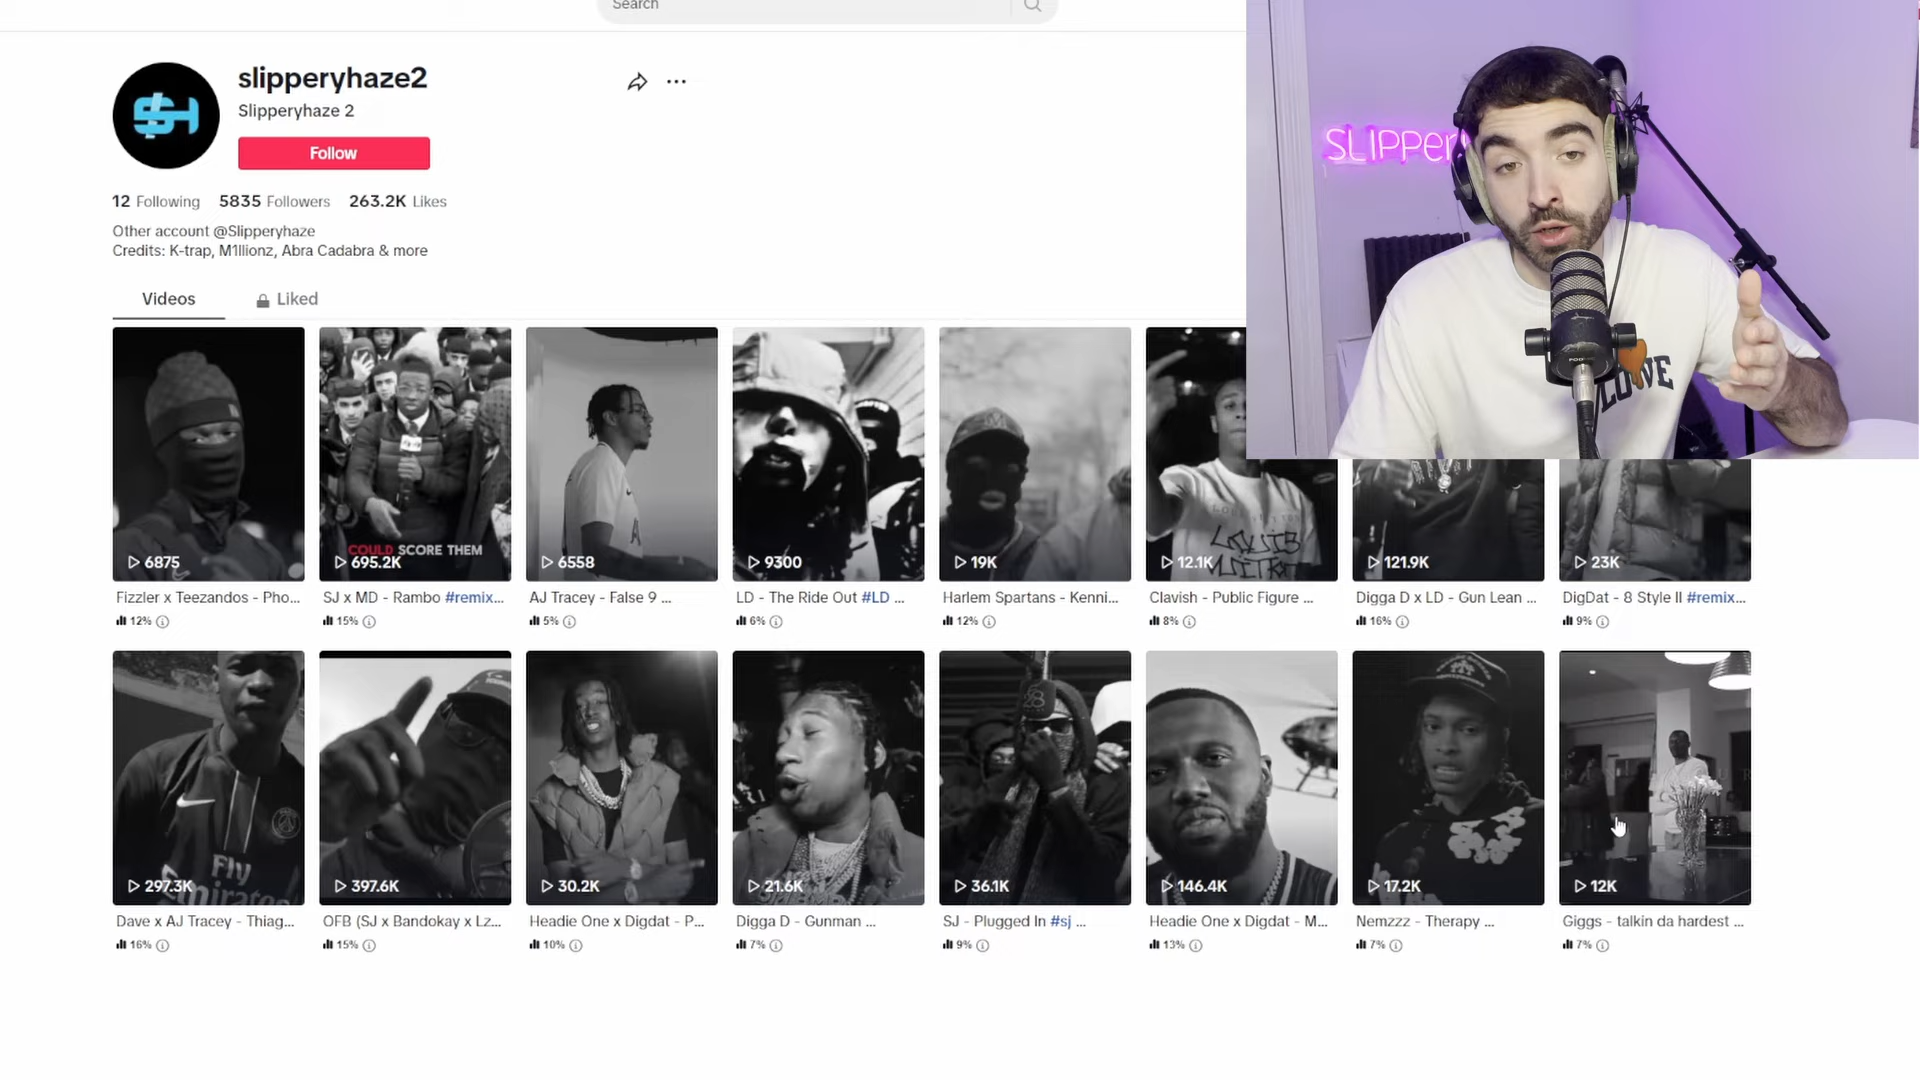 Search
slipperyhaze2
Slipperyhaze 2
Follow
12 Following 5835 Followers 263.2K Likes
Other account @Slipperyhaze
Credits: K-trap, M1llionz, Abra Cadabra & more
Videos
Liked
SLIPPER
LOVE
COULD SCORE THEM
6875
695.2K
6558
9300
19K
12.1K
121.9K
23K
Fizzler x Teezandos - Pho...
SJ x MD - Rambo #remix...
AJ Tracey - False 9 ...
LD - The Ride Out #LD ...
Harlem Spartans - Kenni...
Clavish - Public Figure ...
Digga D x LD - Gun Lean ...
DigDat - 8 Style II #remix...
12%
15%
5%
6%
12%
8%
16%
9%
Fly
Emirates
297.3K
397.6K
30.2K
21.6K
36.1K
146.4K
17.2K
12K
Dave x AJ Tracey - Thiag...
OFB (SJ x Bandokay x Lz...
Headie One x Digdat - P...
Digga D - Gunman ...
SJ - Plugged In #sj ...
Headie One x Digdat - M...
Nemzzz - Therapy ...
Giggs - talkin da hardest ...
16%
15%
10%
7%
9%
13%
7%
7%